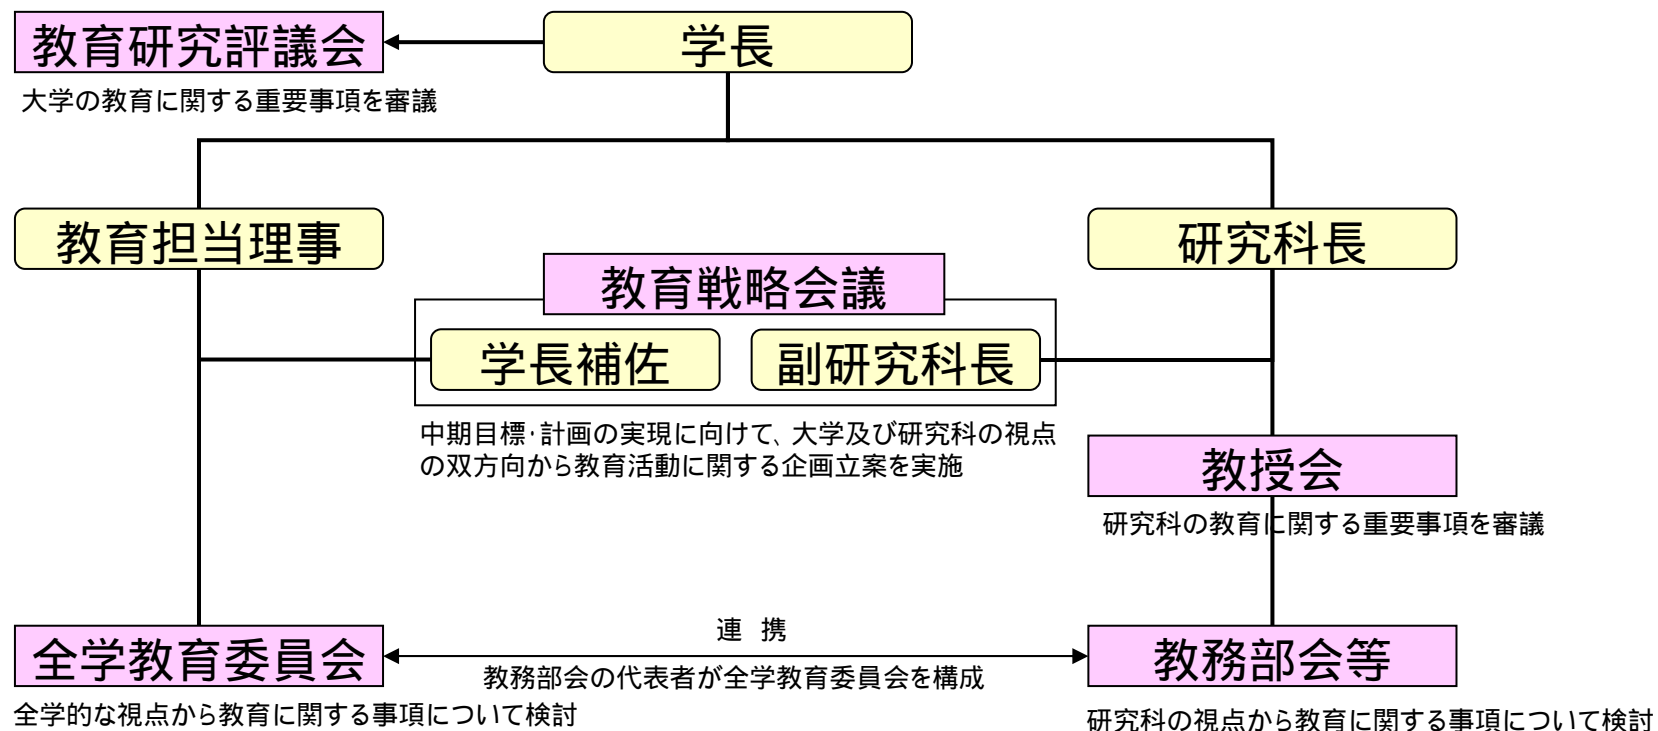 教育研究評議会
学長
大学の教育に関する重要事項を審議
教育担当理事
研究科長
教育戦略会議
学長補佐
副研究科長
中期目標・計画の実現に向けて、大学及び研究科の視点
の双方向から教育活動に関する企画立案を実施
教授会
研究科の教育に関する重要事項を審議
連 携
全学教育委員会
教務部会等
教務部会の代表者が全学教育委員会を構成
全学的な視点から教育に関する事項について検討
研究科の視点から教育に関する事項について検討